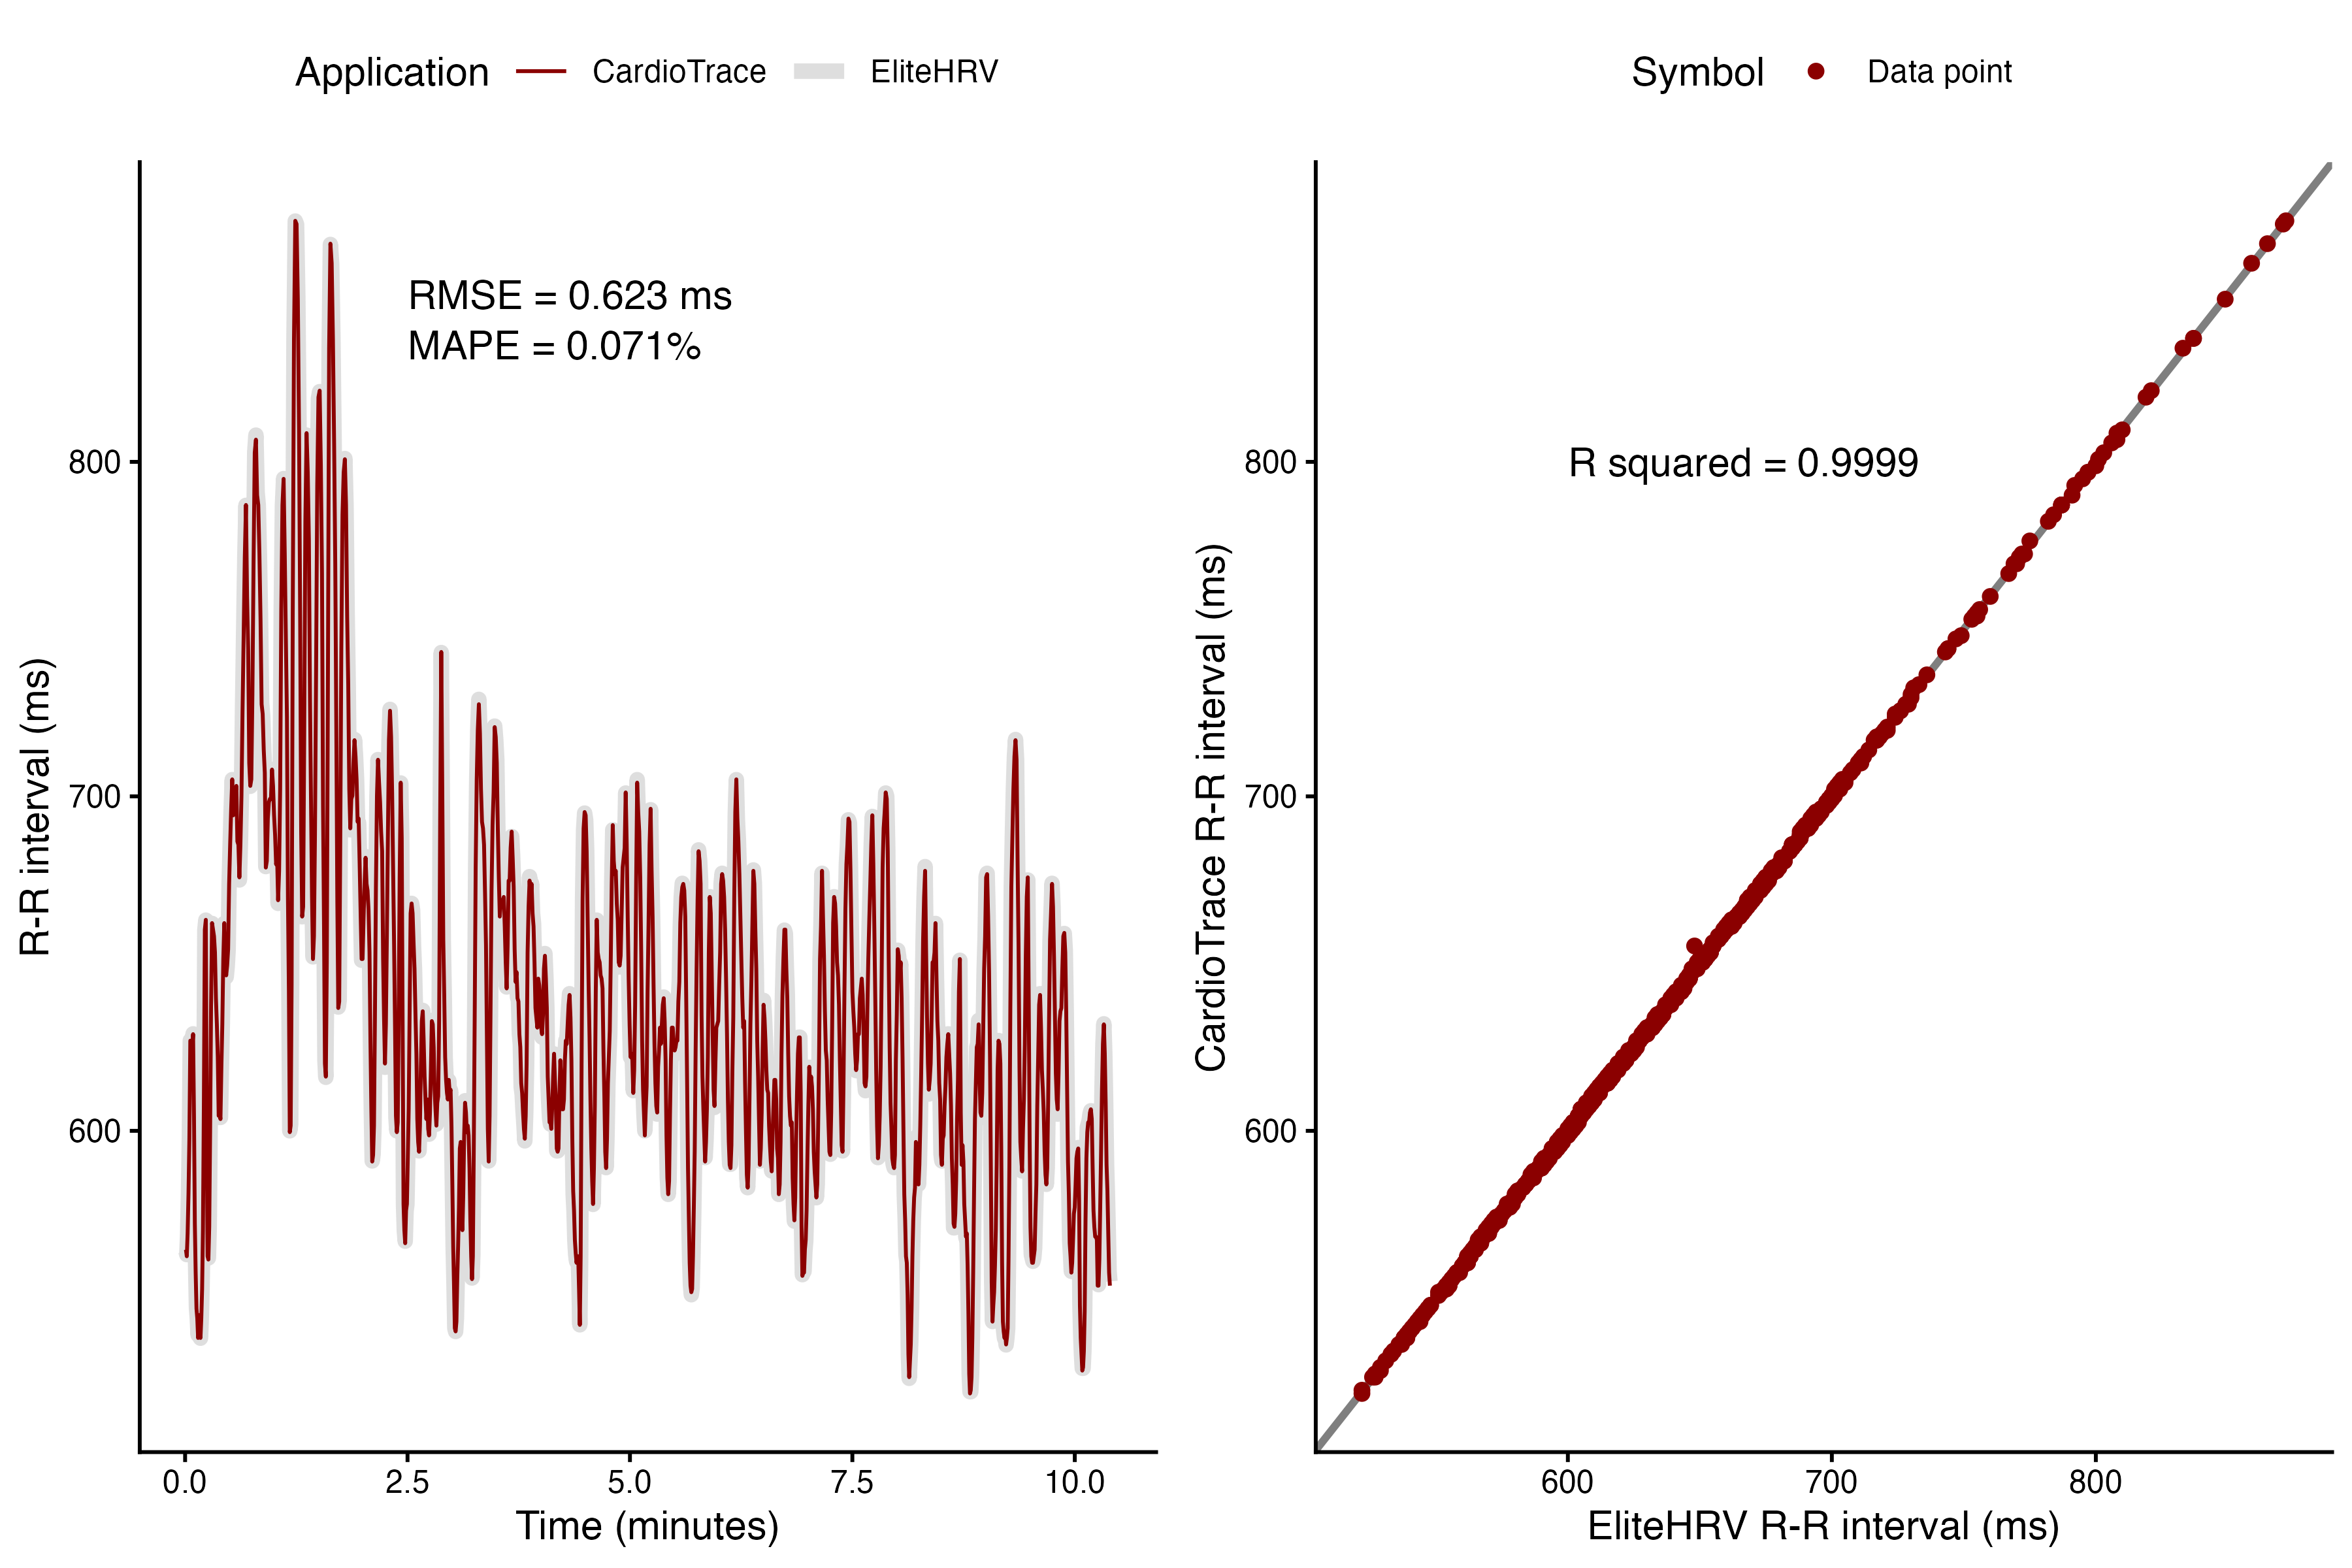 Application CardioTrace EliteHRV
R-R interval (ms)
800
700
600
RMSE = 0.623 ms
MAPE = 0.071%
0.0 2.5 5.0 7.5 10.0
Time (minutes)
Symbol Data point
CardioTrace R-R interval (ms)
800
700
600
R squared = 0.9999
600 700 800
EliteHRV R-R interval (ms)